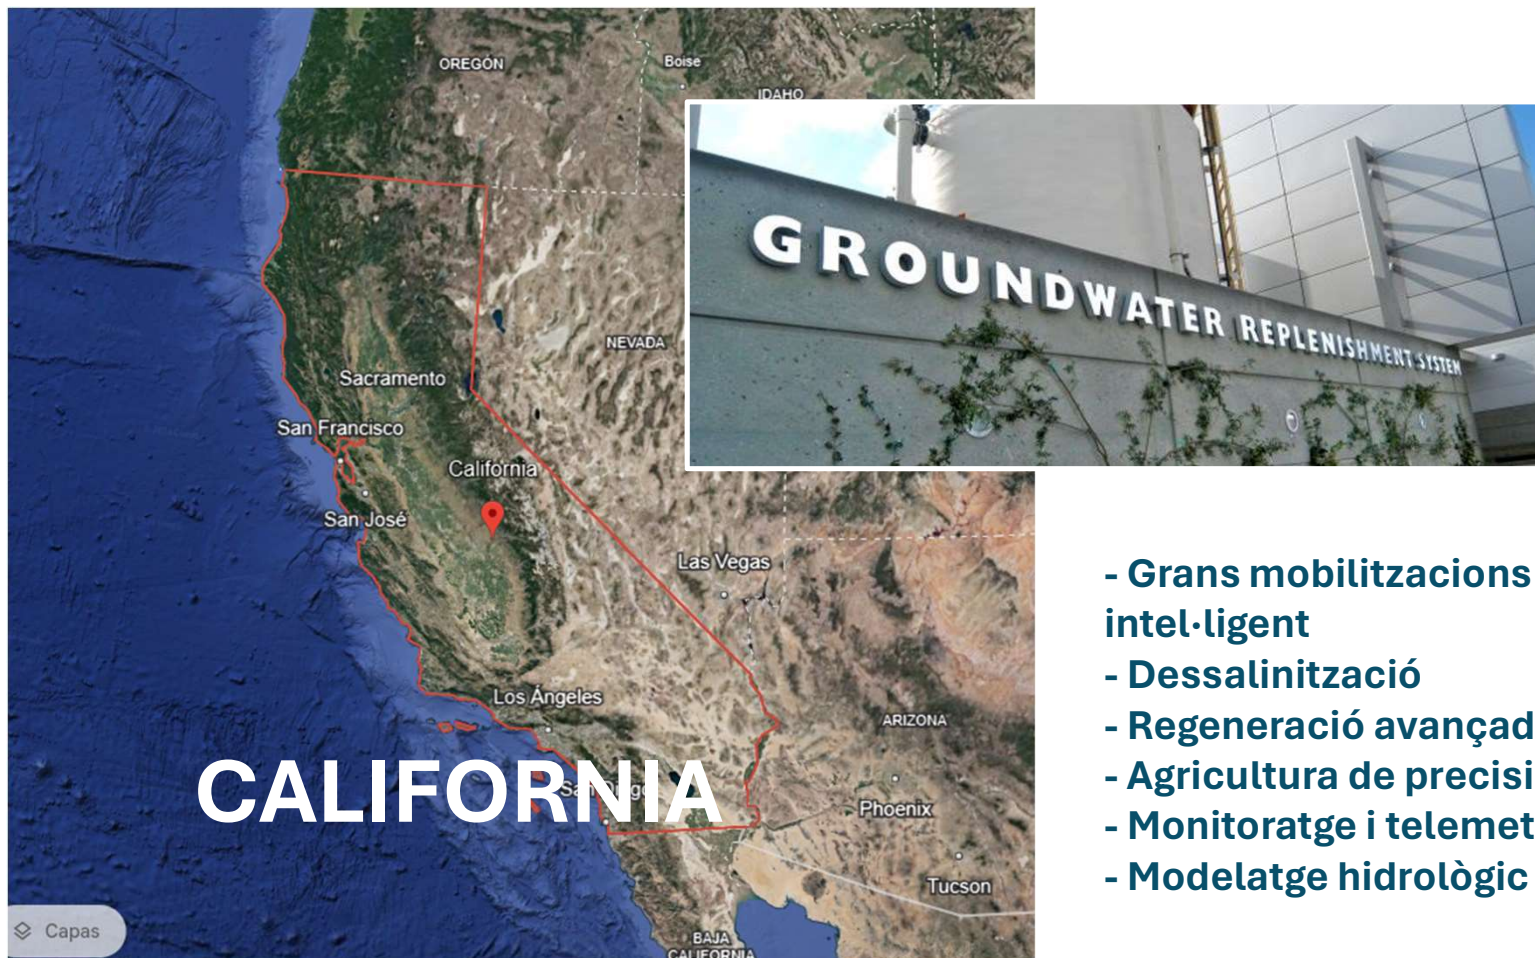 OREGÓN
Boise
IDAHO
GROUNDWATER REPLENISHMENT SYSTEM
NEVADA
Sacramento
San Francisco
California
San José
Las Vegas
- Grans mobilitzacions
intel·ligent
- Dessalinització
- Regeneració avançad
- Agricultura de precisi
- Monitoratge i telemet
- Modelatge hidrològic
Los Ángeles
ARIZONA
CALIFORNIA
San Diego
Phoenix
Tucson
Capas
BAJA
CALIFORNIA